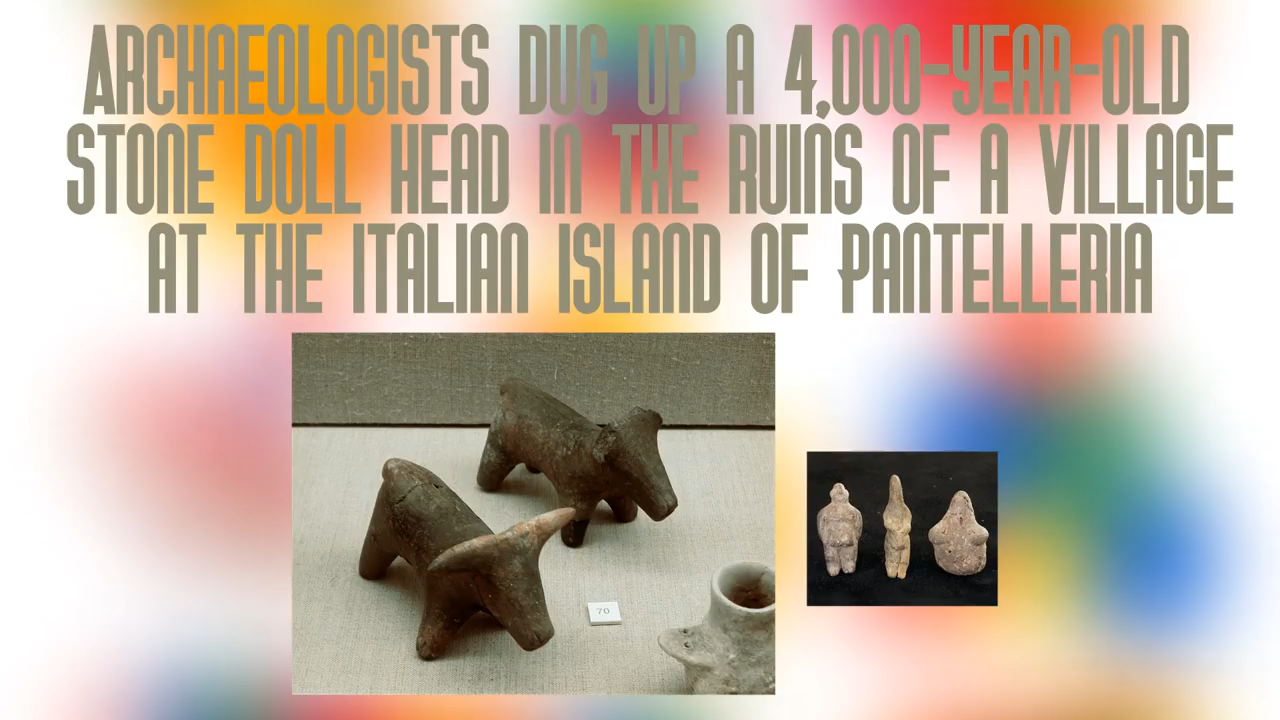 ARCHAEOLOGISTS DUG UP A 4,000-YEAR-OLD
STONE DOLL HEAD IN THE RUINS OF A VILLAGE
AT THE ITALIAN ISLAND OF PANTELLERIA
70